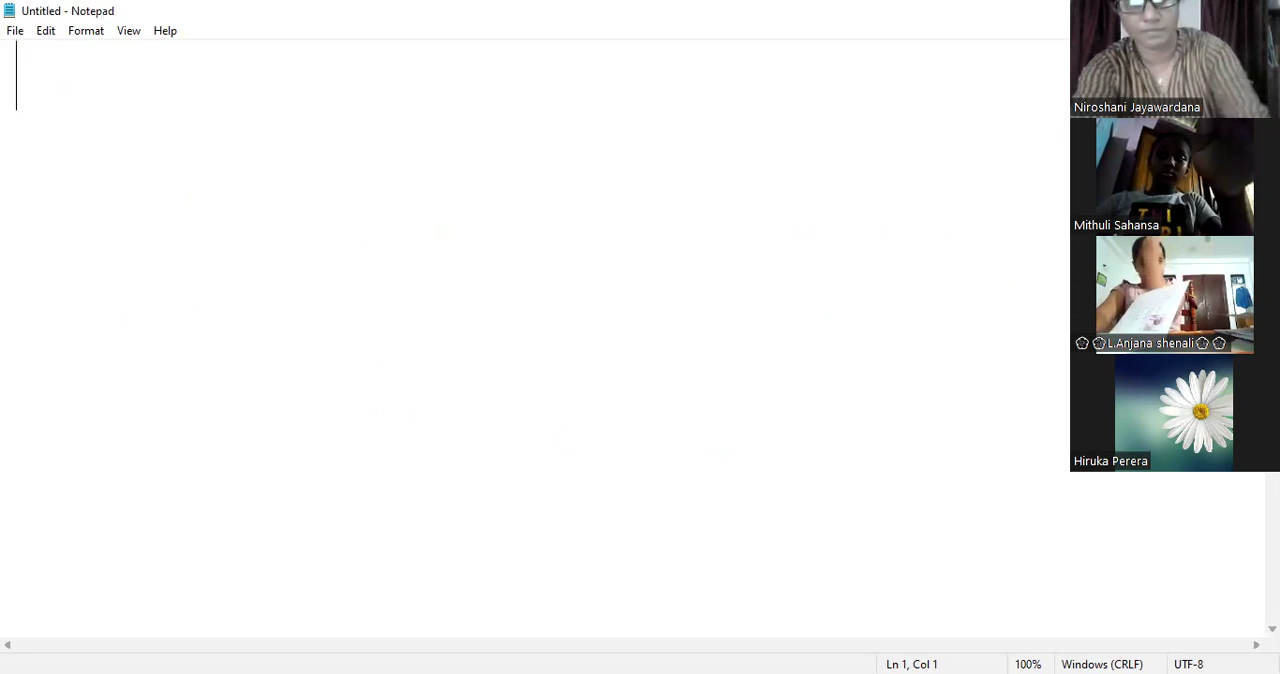 Untitled - Notepad
File Edit Format View Help
Niroshani Jayawardana
Mithuli Sahansa
L.Anjana shenali
Hiruka Perera
Ln 1, Col 1 100% Windows (CRLF) UTF-8